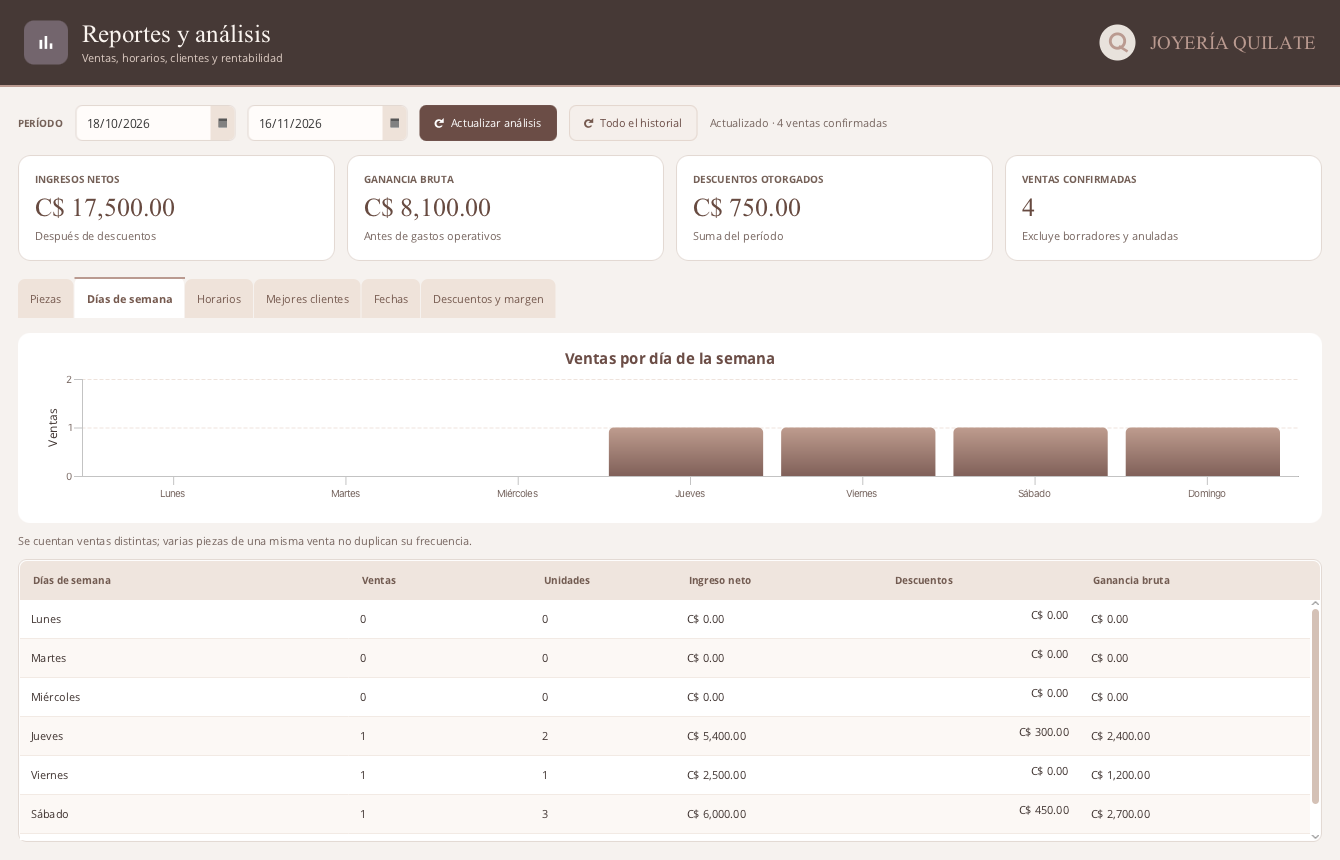 Reportes y análisis
Ventas, horarios, clientes y rentabilidad
Q JOYERÍA QUILATE
PERÍODO 18/10/2026 16/11/2026 Actualizar análisis Todo el historial Actualizado · 4 ventas confirmadas
INGRESOS NETOS GANANCIA BRUTA DESCUENTOS OTORGADOS VENTAS CONFIRMADAS
C$ 17,500.00 C$ 8,100.00 C$ 750.00 4
Después de descuentos Antes de gastos operativos Suma del período Excluye borradores y anuladas
Piezas Días de semana Horarios Mejores clientes Fechas Descuentos y margen
Ventas por día de la semana
Ventas
2
1
0
Lunes Martes Miércoles Jueves Viernes Sábado Domingo
Se cuentan ventas distintas; varias piezas de una misma venta no duplican su frecuencia.
Días de semana Ventas Unidades Ingreso neto Descuentos Ganancia bruta
Lunes 0 0 C$ 0.00 C$ 0.00 C$ 0.00
Martes 0 0 C$ 0.00 C$ 0.00 C$ 0.00
Miércoles 0 0 C$ 0.00 C$ 0.00 C$ 0.00
Jueves 1 2 C$ 5,400.00 C$ 300.00 C$ 2,400.00
Viernes 1 1 C$ 2,500.00 C$ 0.00 C$ 1,200.00
Sábado 1 3 C$ 6,000.00 C$ 450.00 C$ 2,700.00